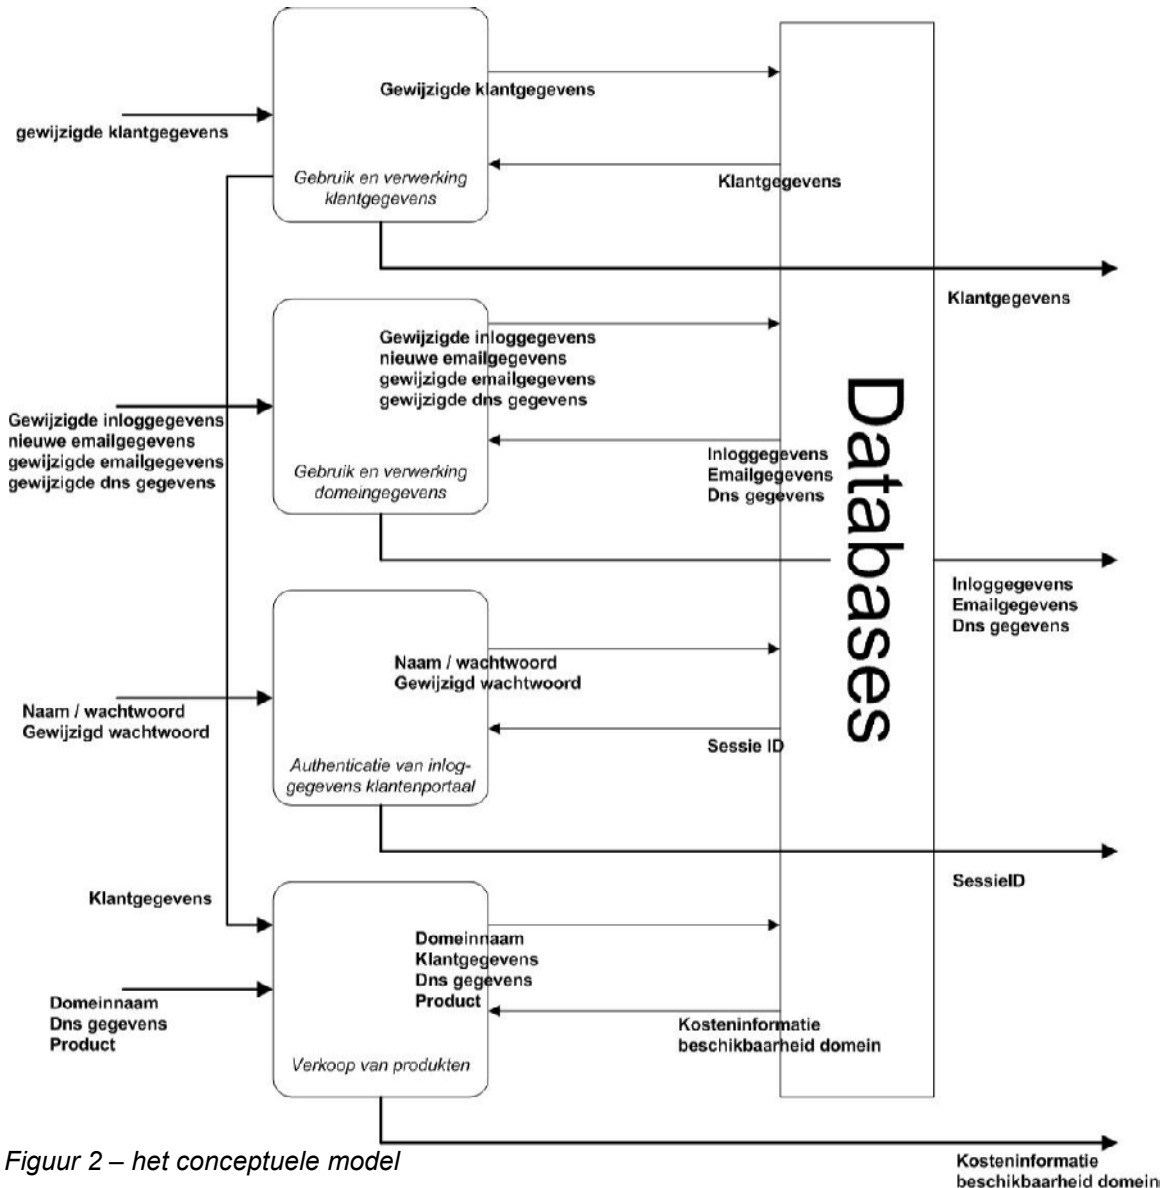 Gewijzigde klantgegevens
gewijzigde klantgegevens
Gebruik en verwerking
klantgegevens
Klantgegevens
Klantgegevens
Gewijzigde inloggegevens
nieuwe emailgegevens
gewijzigde emailgegevens
gewijzigde dns gegevens
Gewijzigde inloggegevens
nieuwe emailgegevens
gewijzigde emailgegevens
gewijzigde dns gegevens
Gebruik en verwerking
domeingegevens
Inloggegevens
Emailgegevens
Dns gegevens
Databases
Inloggegevens
Emailgegevens
Dns gegevens
Naam / wachtwoord
Gewijzigd wachtwoord
Naam / wachtwoord
Gewijzigd wachtwoord
Sessie ID
Authenticatie van inlog-
gegevens klantenportaal
SessieID
Klantgegevens
Domeinnaam
Klantgegevens
Dns gegevens
Product
Domeinnaam
Dns gegevens
Product
Kosteninformatie
beschikbaarheid domein
Verkoop van produkten
Kosteninformatie
beschikbaarheid domein
Figuur 2 – het conceptuele model